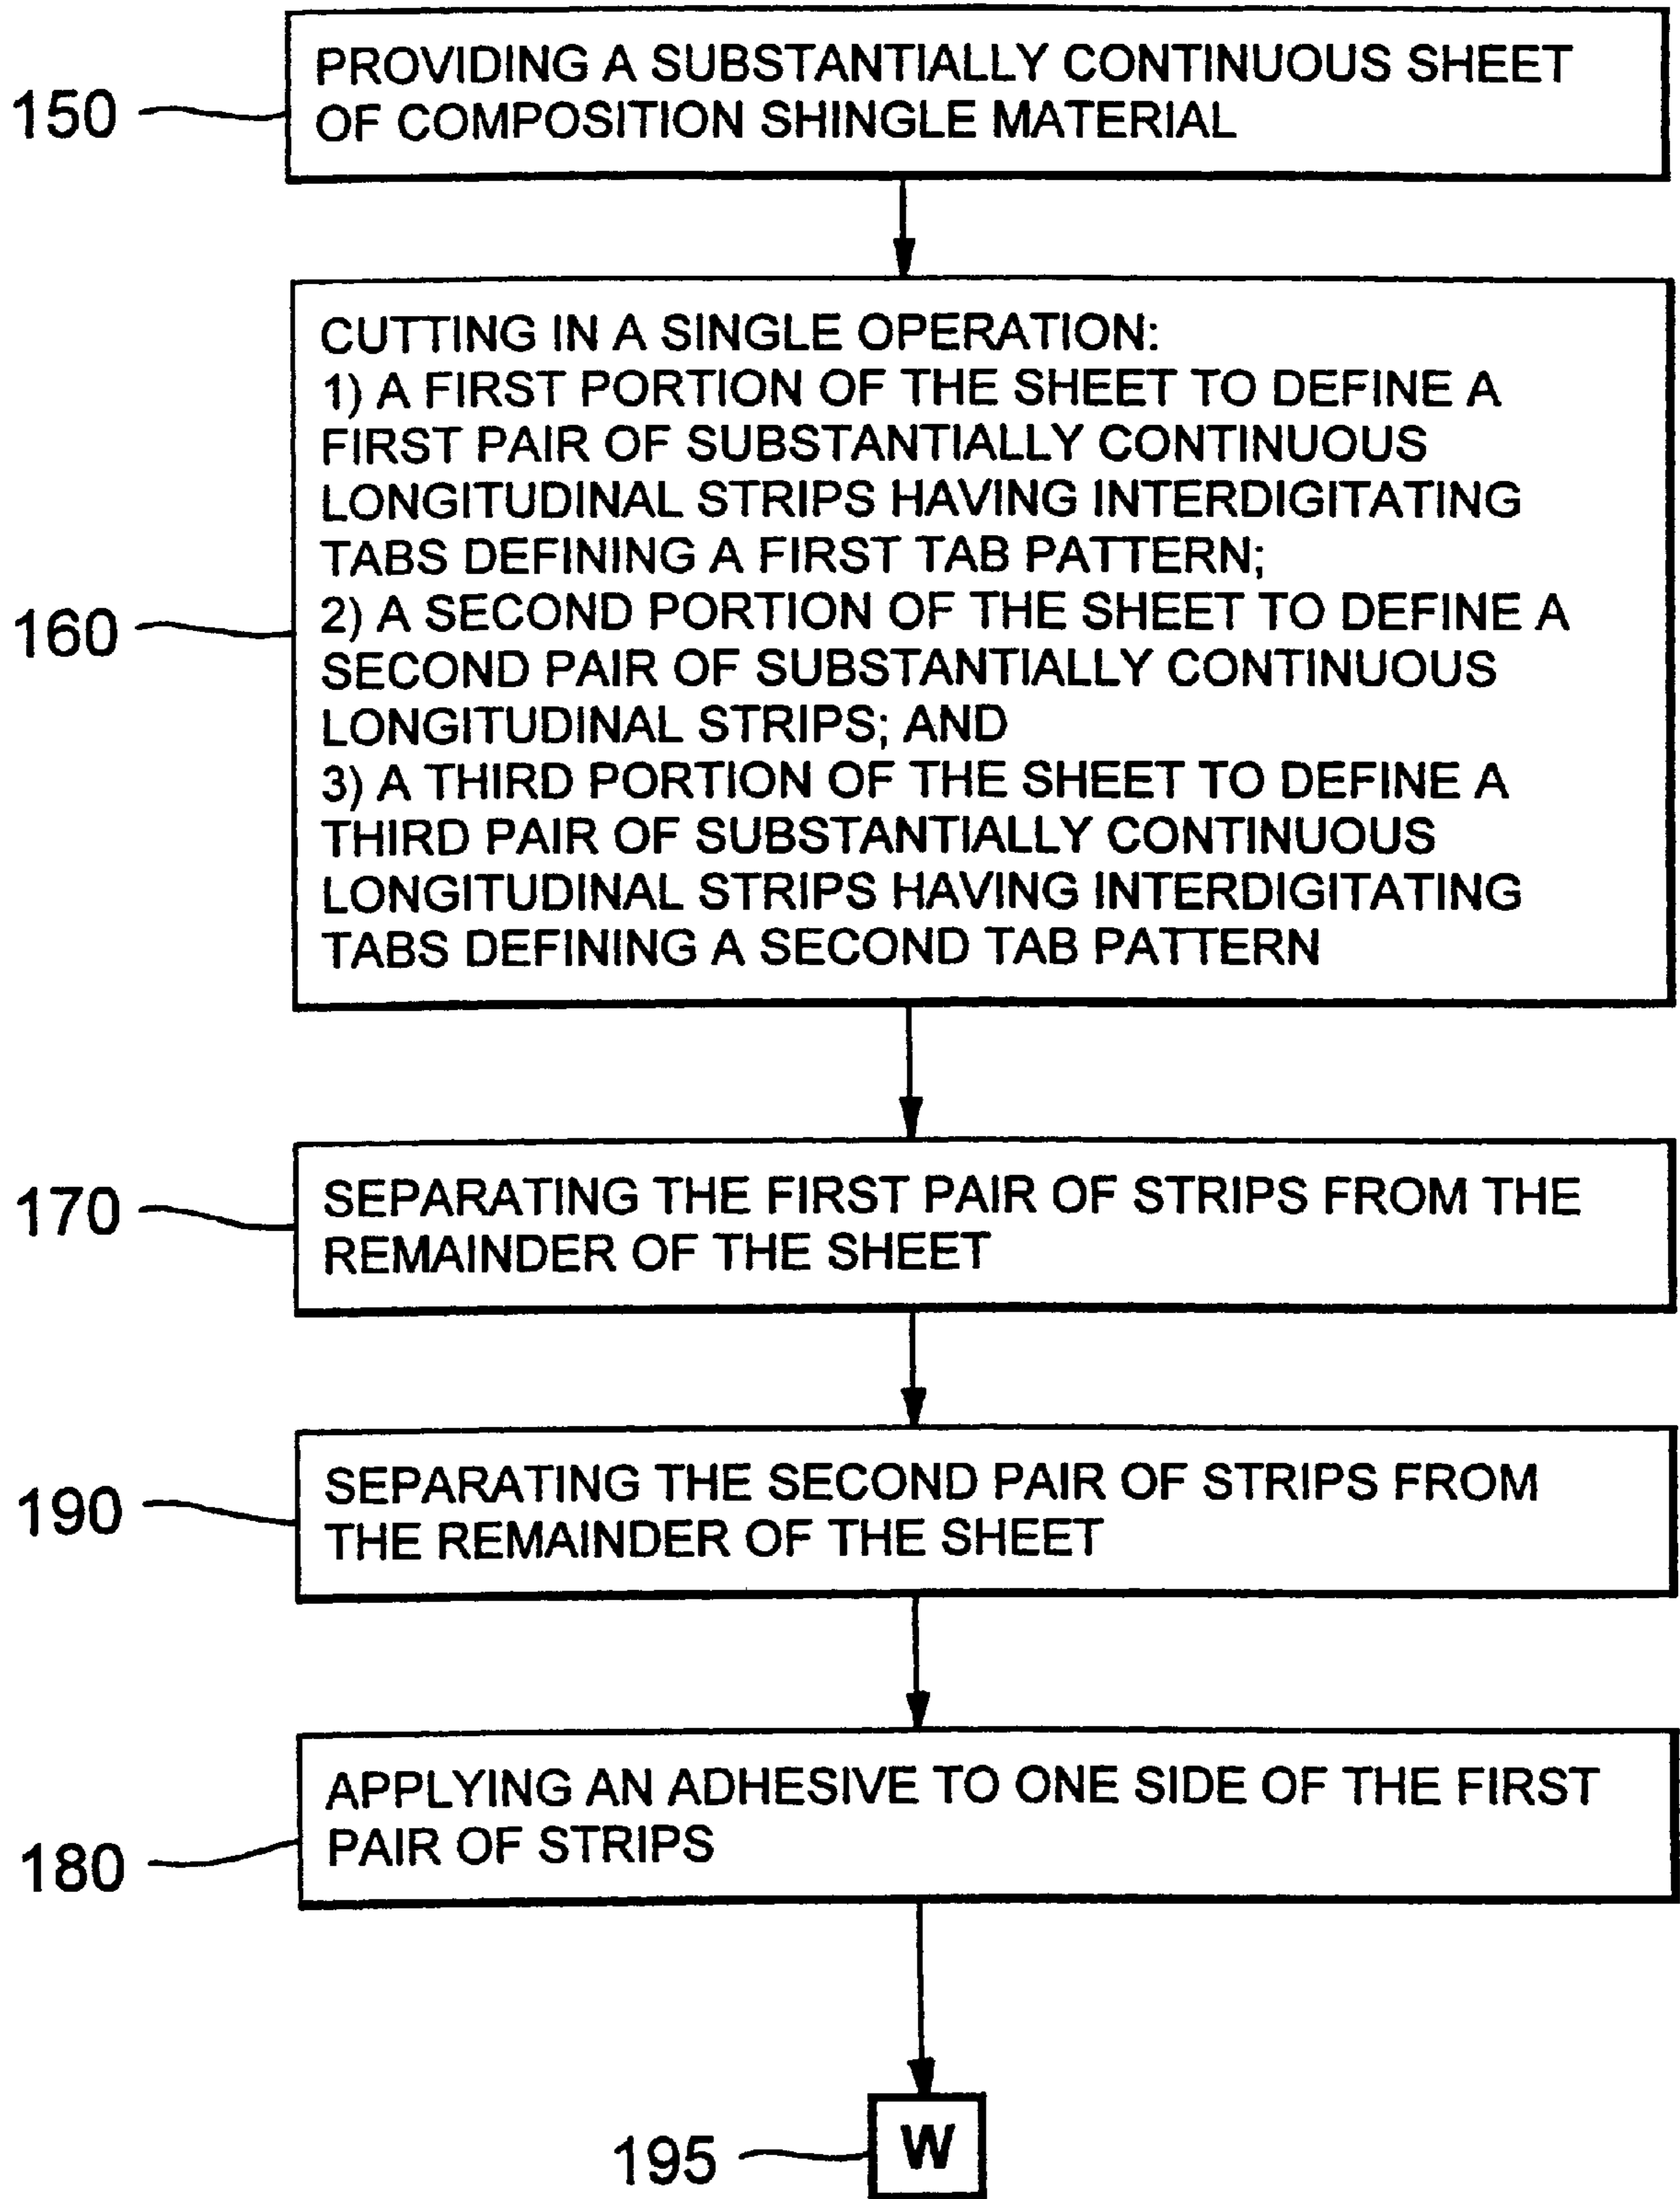 150
PROVIDING A SUBSTANTIALLY CONTINUOUS SHEET
OF COMPOSITION SHINGLE MATERIAL
160
CUTTING IN A SINGLE OPERATION:
1) A FIRST PORTION OF THE SHEET TO DEFINE A
FIRST PAIR OF SUBSTANTIALLY CONTINUOUS
LONGITUDINAL STRIPS HAVING INTERDIGITATING
TABS DEFINING A FIRST TAB PATTERN;
2) A SECOND PORTION OF THE SHEET TO DEFINE A
SECOND PAIR OF SUBSTANTIALLY CONTINUOUS
LONGITUDINAL STRIPS; AND
3) A THIRD PORTION OF THE SHEET TO DEFINE A
THIRD PAIR OF SUBSTANTIALLY CONTINUOUS
LONGITUDINAL STRIPS HAVING INTERDIGITATING
TABS DEFINING A SECOND TAB PATTERN
170
SEPARATING THE FIRST PAIR OF STRIPS FROM THE
REMAINDER OF THE SHEET
190
SEPARATING THE SECOND PAIR OF STRIPS FROM
THE REMAINDER OF THE SHEET
180
APPLYING AN ADHESIVE TO ONE SIDE OF THE FIRST
PAIR OF STRIPS
195
W